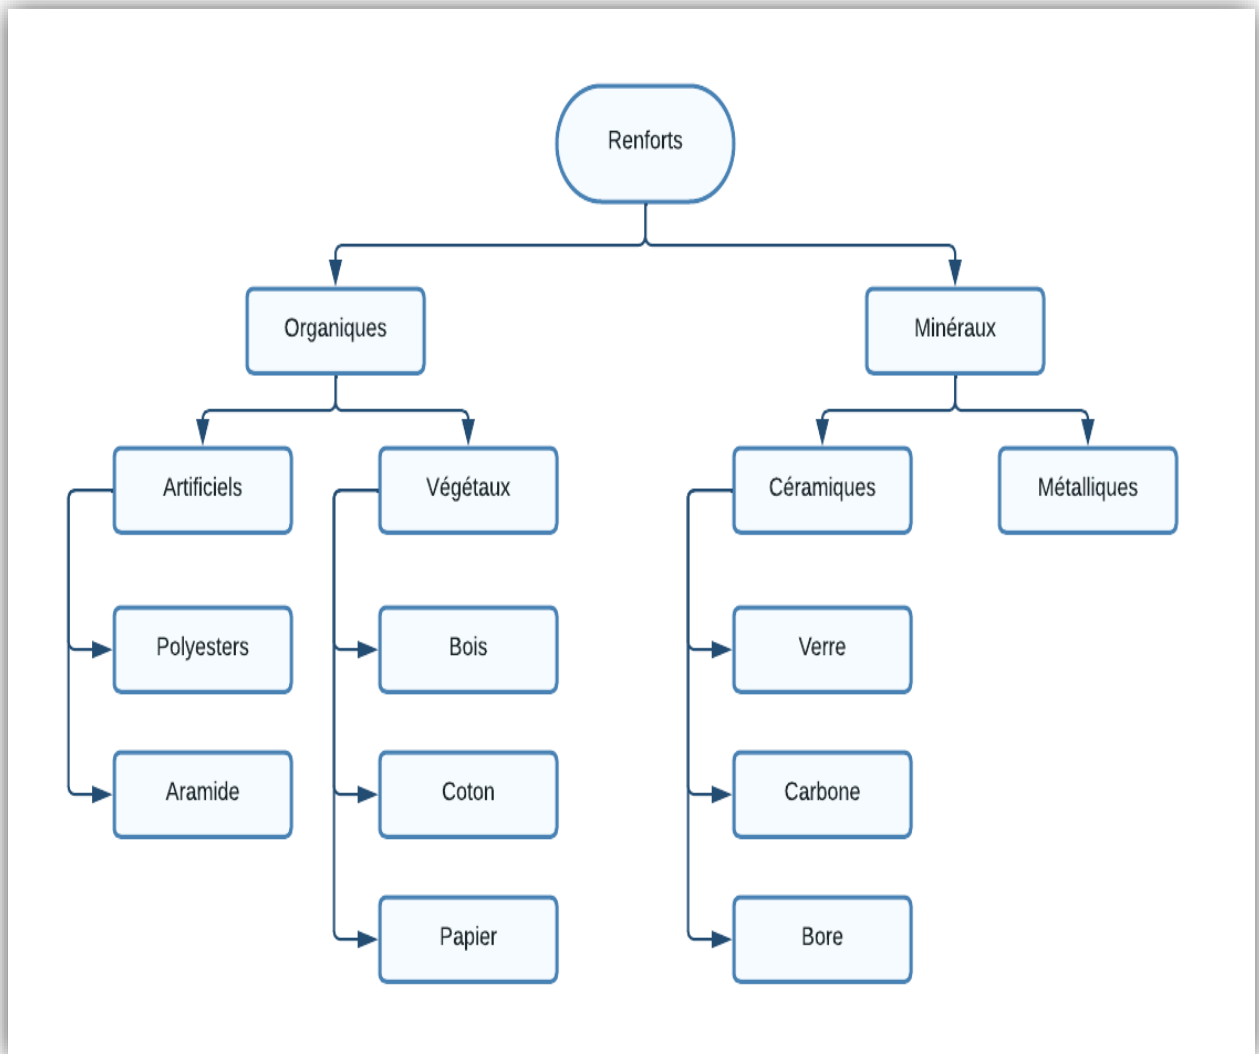 Renforts
Organiques
Minéraux
Artificiels
Végétaux
Céramiques
Métalliques
Polyesters
Bois
Verre
Aramide
Coton
Carbone
Papier
Bore